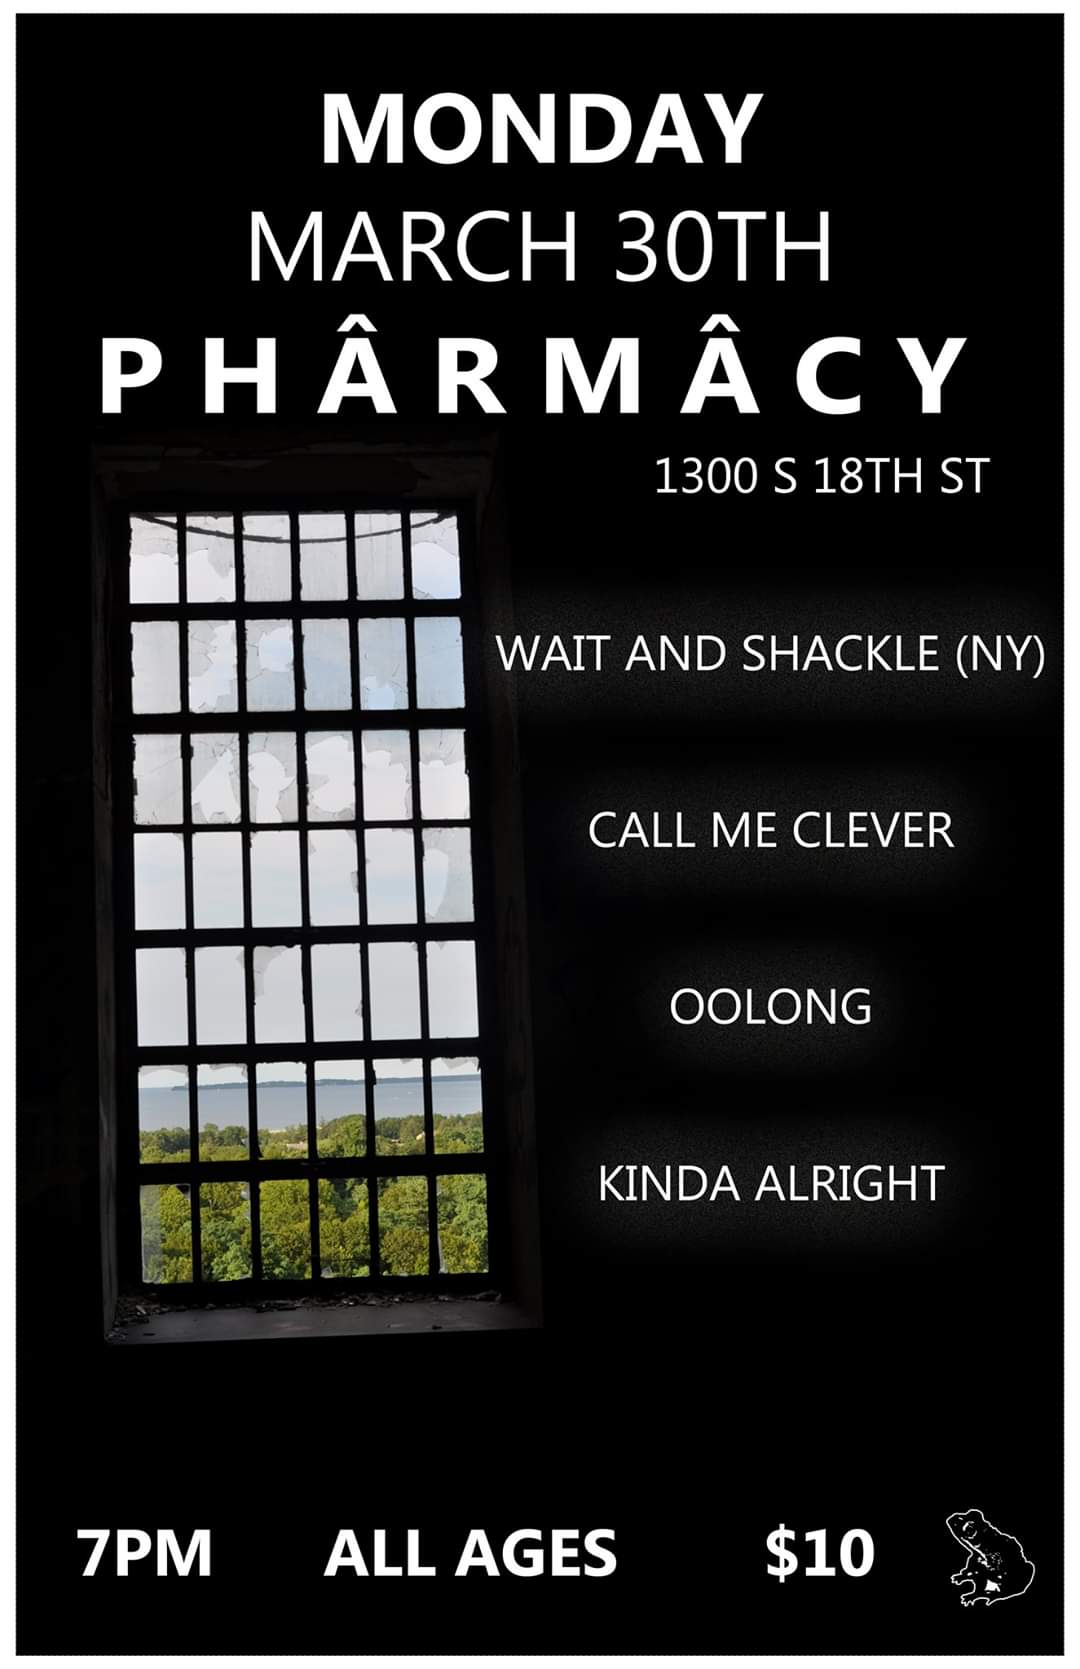 MONDAY
MARCH 30TH
PHÂRMÂCY
1300 S 18TH ST
WAIT AND SHACKLE (NY)
CALL ME CLEVER
OOLONG
KINDA ALRIGHT
7PM ALL AGES $10